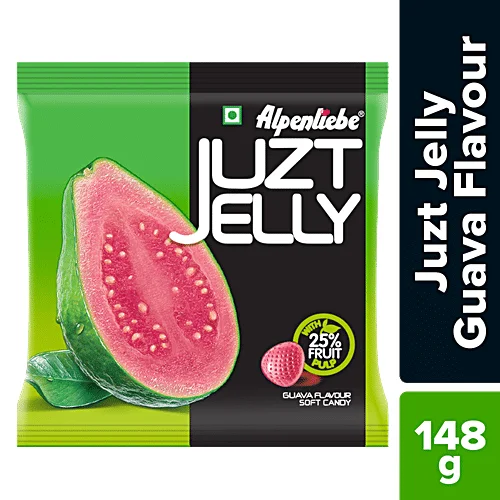 Alpenliebe®
JUZT
JELLY
WITH
25%
FRUIT
PULP
GUAVA FLAVOUR
SOFT CANDY
Juzt Jelly
Guava Flavour
148
g